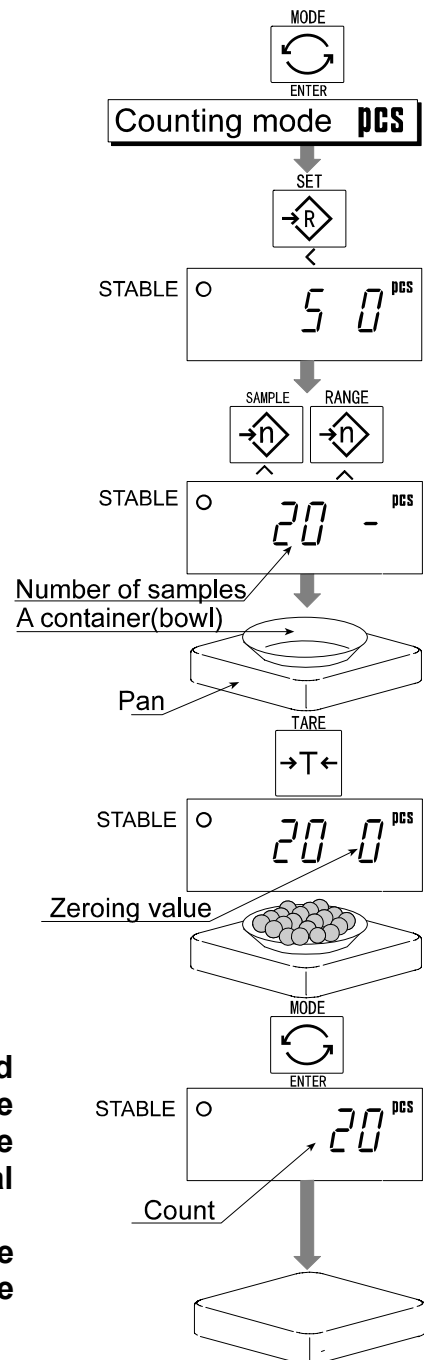 MODE
ENTER
Counting mode pcs
SET
→R
<
STABLE 5 0 pcs
SAMPLE RANGE
→n →n
^ ^
STABLE 20 - pcs
Number of samples
A container(bowl)
Pan
TARE
→T←
STABLE 20 0 pcs
Zeroing value
MODE
ENTER
d
e
STABLE 20 pcs
e
al
Count
e
e